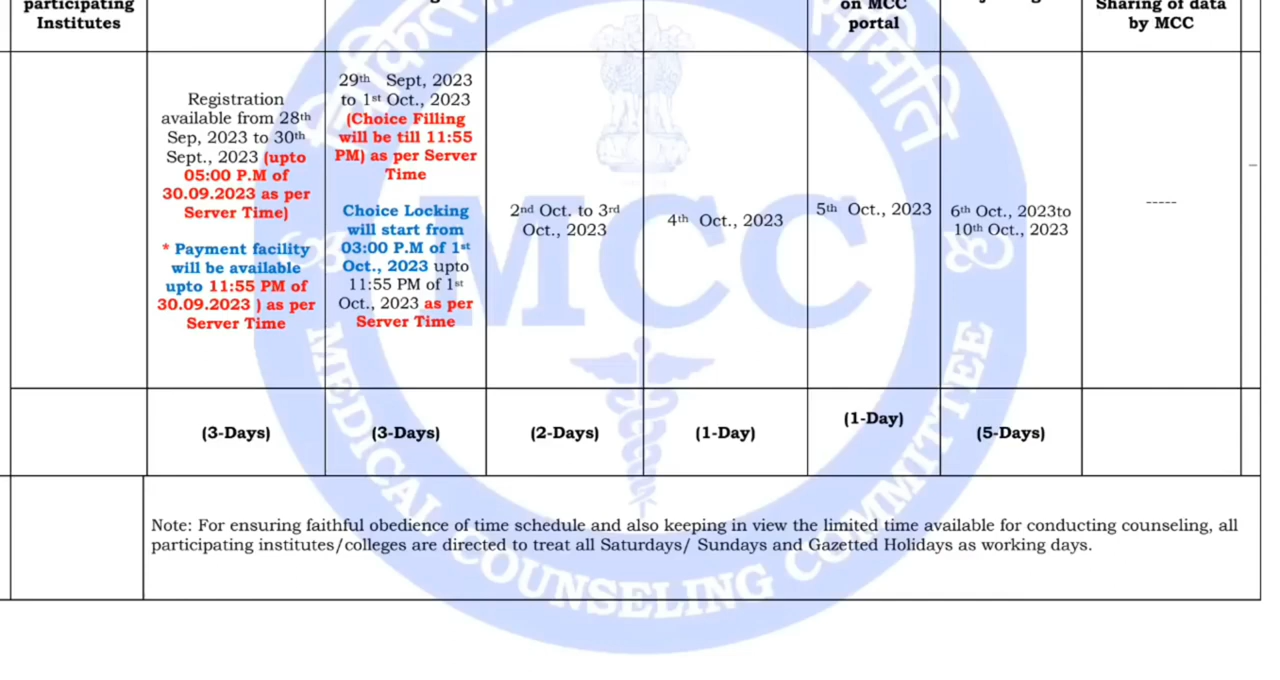 participating
Institutes
on MCC
portal
Sharing of data
by MCC
Registration
available from 28th
Sep, 2023 to 30th
Sept., 2023 (upto
05:00 P.M of
30.09.2023 as per
Server Time)
* Payment facility
will be available
upto 11:55 PM of
30.09.2023 ) as per
Server Time
29th Sept, 2023
to 1st Oct., 2023
(Choice Filling
will be till 11:55
PM) as per Server
Time
Choice Locking
will start from
03:00 P.M of 1st
Oct., 2023 upto
11:55 PM of 1st
Oct., 2023 as per
Server Time
2nd Oct. to 3rd
Oct., 2023
4th Oct., 2023
5th Oct., 2023
6th Oct., 2023to
10th Oct., 2023
-----
(3-Days)
(3-Days)
(2-Days)
(1-Day)
(1-Day)
(5-Days)
Note: For ensuring faithful obedience of time schedule and also keeping in view the limited time available for conducting counseling, all
participating institutes/colleges are directed to treat all Saturdays/ Sundays and Gazetted Holidays as working days.
MCC
MEDICAL COUNSELING COMMITTEE